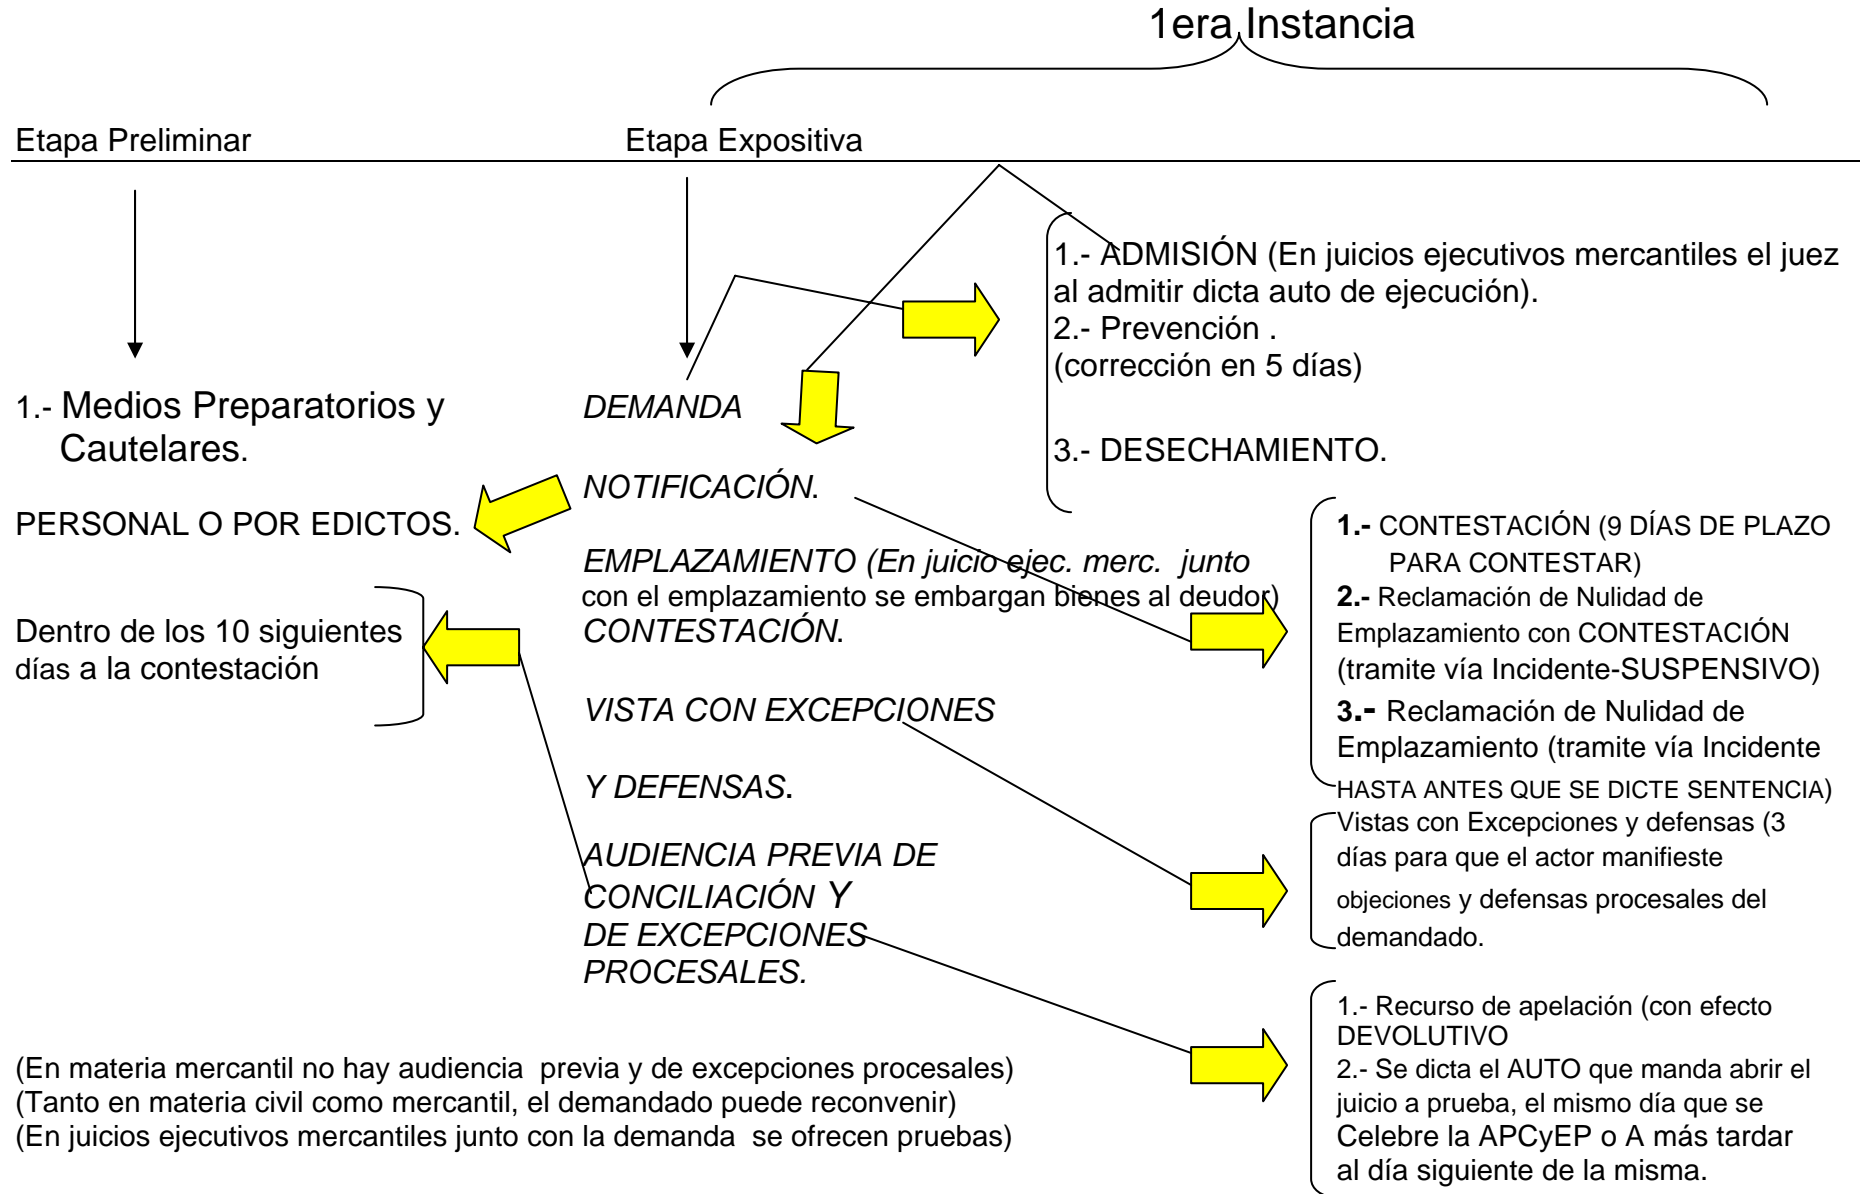 1era Instancia
Etapa Preliminar
Etapa Expositiva
1.- ADMISIÓN (En juicios ejecutivos mercantiles el juez
al admitir dicta auto de ejecución).
2.- Prevención .
(corrección en 5 días)
3.- DESECHAMIENTO.
1.- Medios Preparatorios y
Cautelares.
DEMANDA
NOTIFICACIÓN.
PERSONAL O POR EDICTOS.
EMPLAZAMIENTO (En juicio ejec. merc. junto
con el emplazamiento se embargan bienes al deudor)
CONTESTACIÓN.
Dentro de los 10 siguientes
días a la contestación
1.- CONTESTACIÓN (9 DÍAS DE PLAZO
PARA CONTESTAR)
2.- Reclamación de Nulidad de
Emplazamiento con CONTESTACIÓN
(tramite vía Incidente-SUSPENSIVO)
3.- Reclamación de Nulidad de
Emplazamiento (tramite vía Incidente
HASTA ANTES QUE SE DICTE SENTENCIA)
VISTA CON EXCEPCIONES
Y DEFENSAS.
Vistas con Excepciones y defensas (3
días para que el actor manifieste
objeciones y defensas procesales del
demandado.
AUDIENCIA PREVIA DE
CONCILIACIÓN Y
DE EXCEPCIONES
PROCESALES.
1.- Recurso de apelación (con efecto
DEVOLUTIVO
2.- Se dicta el AUTO que manda abrir el
juicio a prueba, el mismo día que se
Celebre la APCyEP o A más tardar
al día siguiente de la misma.
(En materia mercantil no hay audiencia previa y de excepciones procesales)
(Tanto en materia civil como mercantil, el demandado puede reconvenir)
(En juicios ejecutivos mercantiles junto con la demanda se ofrecen pruebas)